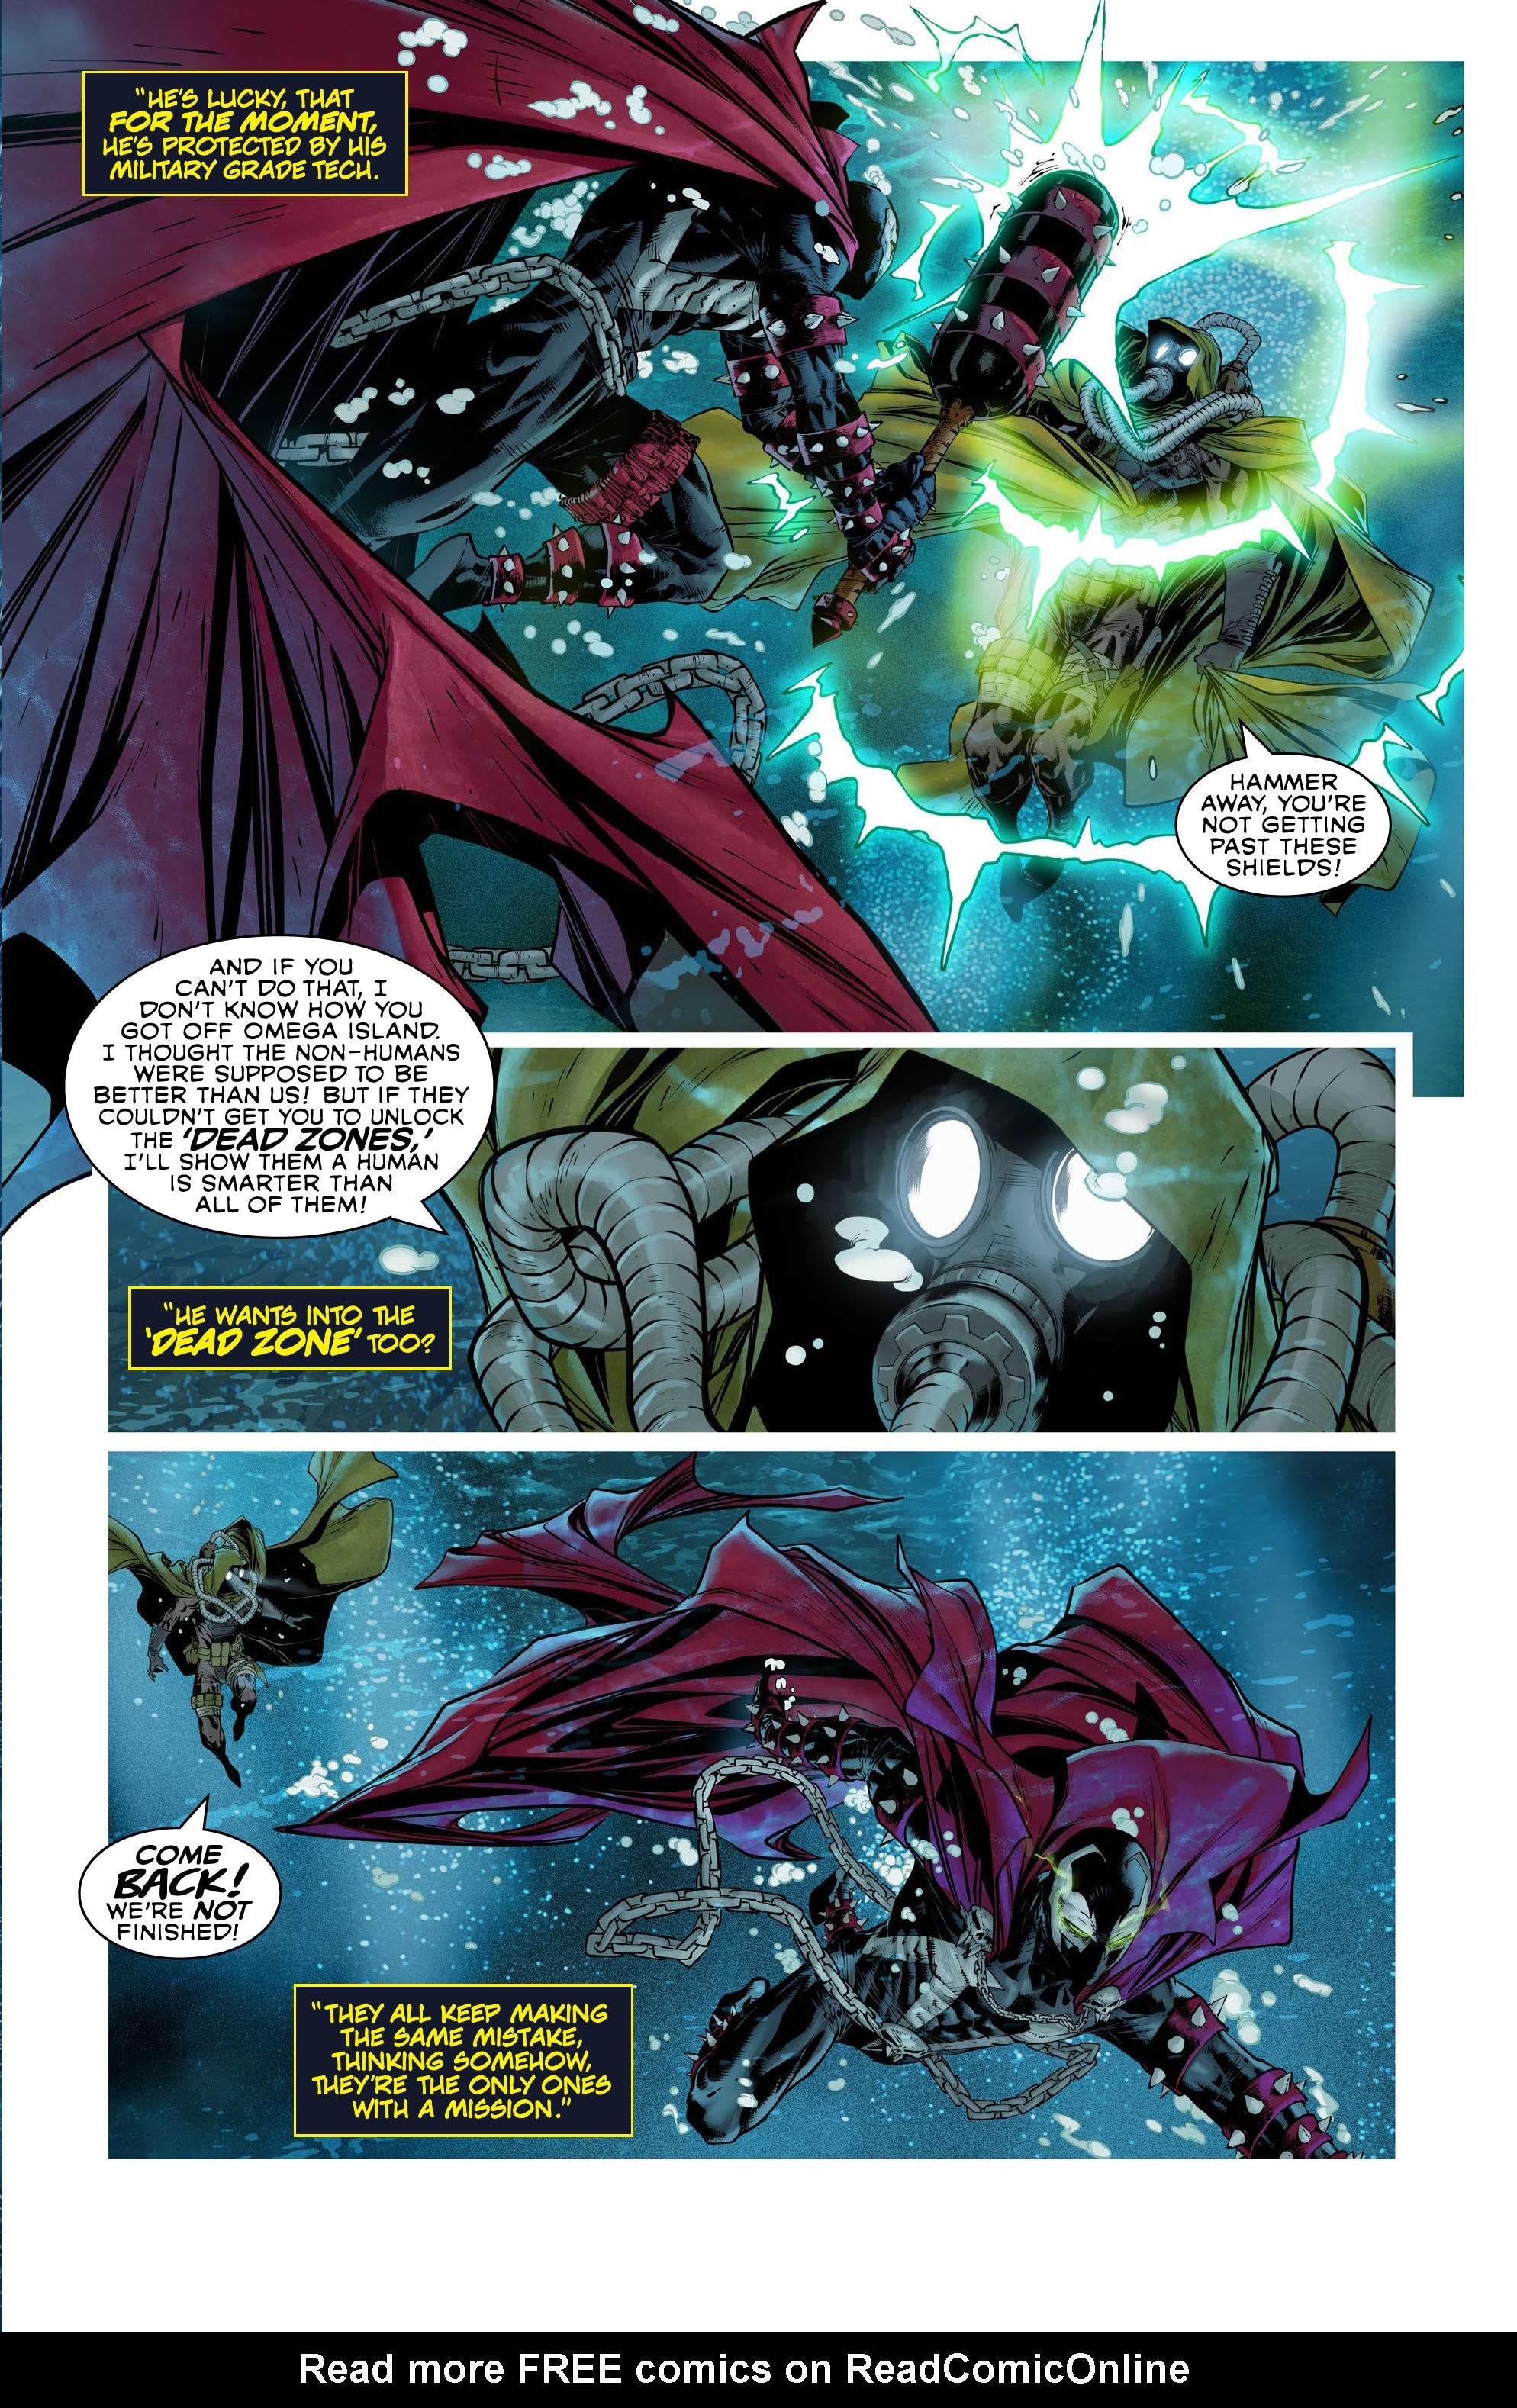 "HE'S LUCKY, THAT
FOR THE MOMENT,
HE'S PROTECTED BY HIS
MILITARY GRADE TECH.
HAMMER
AWAY, YOU'RE
NOT GETTING
PAST THESE
SHIELDS!
AND IF YOU
CAN'T DO THAT, I
DON'T KNOW HOW YOU
GOT OFF OMEGA ISLAND.
I THOUGHT THE NON-HUMANS
WERE SUPPOSED TO BE
BETTER THAN US! BUT IF THEY
COULDN'T GET YOU TO UNLOCK
THE 'DEAD ZONES,'
I'LL SHOW THEM A HUMAN
IS SMARTER THAN
ALL OF THEM!
"HE WANTS INTO THE
'DEAD ZONE' TOO?
COME
BACK!
WE'RE NOT
FINISHED!
"THEY ALL KEEP MAKING
THE SAME MISTAKE,
THINKING SOMEHOW,
THEY'RE THE ONLY ONES
WITH A MISSION."
Read more FREE comics on ReadComicOnline